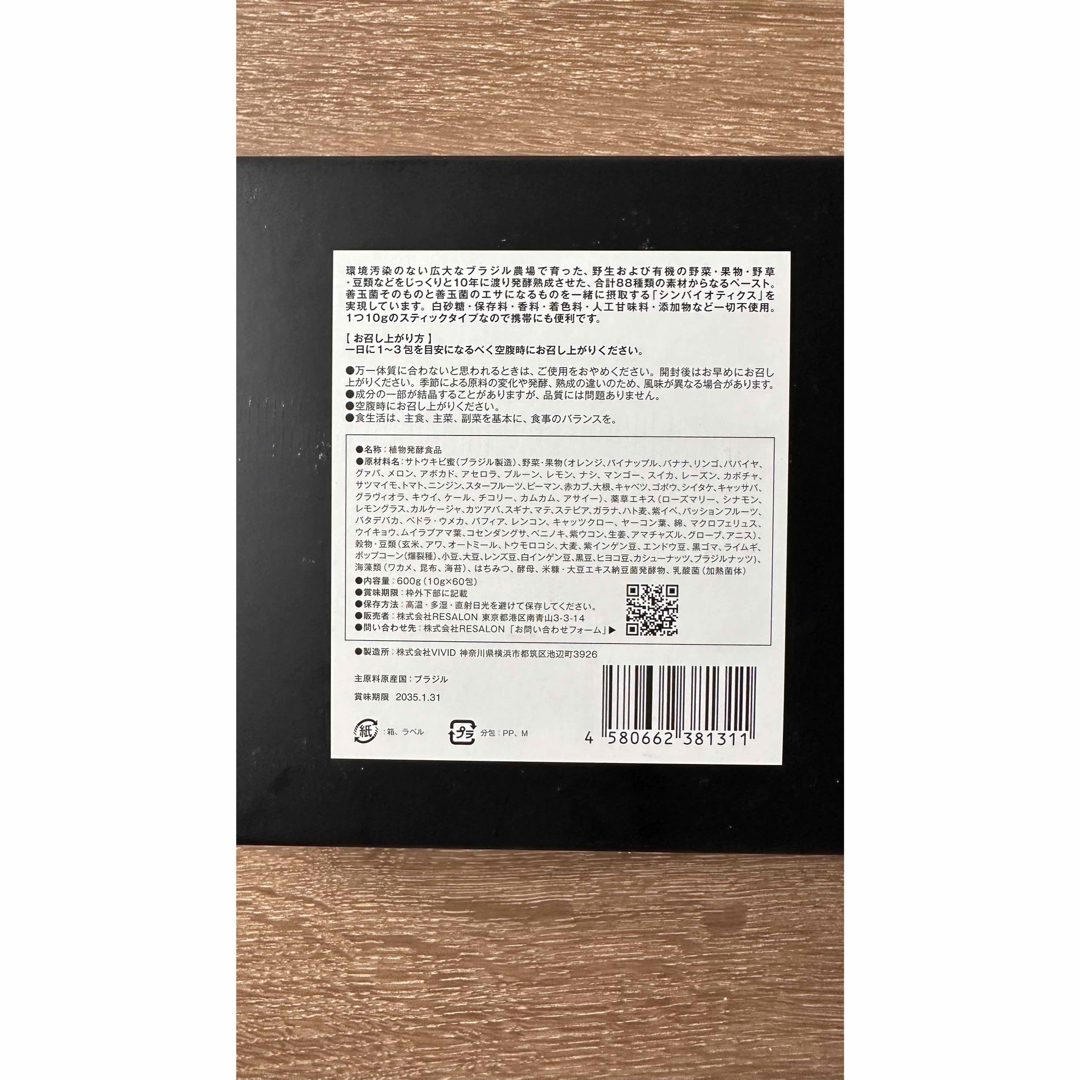 環境汚染のない広大なブラジル農場で育った、野生および有機の野菜・果物・野草
・豆類などをじっくりと10年に渡り発酵熟成させた、合計88種類の素材からなるペースト。
善玉菌そのものと善玉菌のエサになるものを一緒に摂取する「シンバイオティクス」を
実現しています。白砂糖・保存料・香料・着色料・人工甘味料・添加物など一切不使用。
1つ10gのスティックタイプなので携帯にも便利です。
【お召し上がり方】
一日に1〜3包を目安になるべく空腹時にお召し上がりください。
●万一体質に合わないと思われるときは、ご使用をおやめください。開封後はお早めにお召し
上がりください。季節による原料の変化や発酵、熟成の違いのため、風味が異なる場合があります。
●成分の一部が結晶することがありますが、品質には問題ありません。
●空腹時にお召し上がりください。
●食生活は、主食、主菜、副菜を基本に、食事のバランスを。
●名称：植物発酵食品
●原材料名：サトウキビ蜜（ブラジル製造）、野菜・果物（オレンジ、パイナップル、バナナ、リンゴ、パパイヤ、
グァバ、メロン、アボカド、アセロラ、プルーン、レモン、ナシ、マンゴー、スイカ、レーズン、カボチャ、
サツマイモ、トマト、ニンジン、スターフルーツ、ピーマン、赤カブ、大根、キャベツ、ゴボウ、シイタケ、キャッサバ、
グラヴィオラ、キウイ、ケール、チコリー、カムカム、アサイー）、薬草エキス（ローズマリー、シナモン、
レモングラス、カルケージャ、カツアバ、スギナ、マテ、ステビア、ガラナ、ハト麦、紫イペ、パッションフルーツ、
パタデバカ、ペドラ・ウメカ、パフィア、レンコン、キャッツクロー、ヤーコン葉、綿、マクロフェリュス、
ウイキョウ、ムイラプアマ葉、コセンダングサ、ベニノキ、紫ウコン、生姜、アマチャズル、グローブ、アニス）、
穀物・豆類（玄米、アワ、オートミール、トウモロコシ、大麦、紫インゲン豆、エンドウ豆、黒ゴマ、ライムギ、
ポップコーン（爆裂種）、小豆、大豆、レンズ豆、白インゲン豆、黒豆、ヒヨコ豆、カシューナッツ、ブラジルナッツ）、
海藻類（ワカメ、昆布、海苔）、はちみつ、酵母、米糠・大豆エキス納豆菌発酵物、乳酸菌（加熱菌体）
●内容量：600g（10g×60包）
●賞味期限：枠外下部に記載
●保存方法：高温・多湿・直射日光を避けて保存してください。
●販売者：株式会社RESALON 東京都港区南青山3-3-14
●問い合わせ先：株式会社RESALON「お問い合わせフォーム」▶
●製造所：株式会社VIVID 神奈川県横浜市都筑区池辺町3926
主原料原産国：ブラジル
賞味期限 2035.1.31
紙：箱、ラベル
プラ 分包：PP、M
4 580662 381311